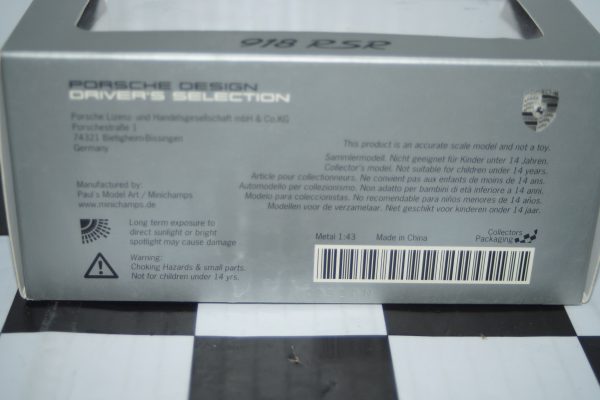 918 RSR
PORSCHE DESIGN
DRIVER'S SELECTION
Porsche Lizenz- und Handelsgesellschaft mbH & Co.KG
Porschestraße 1
74321 Bietigheim-Bissingen
Germany
This product is an accurate scale model and not a toy.
Sammlermodell. Nicht geeignet für Kinder unter 14 Jahren.
Collector's model. Not suitable for children under 14 years.
Article pour collectionneurs. Ne convient pas aux enfants de moins de 14 ans.
Automodello per collezionismo. Non adatto per bambini di età inferiore a 14 anni.
Modelo para coleccionistas. No recomendable para niños menores de 14 años.
Modellen voor de verzamelaar. Niet geschikt voor kinderen onder 14 jaar.
Manufactured by:
Paul's Model Art / Minichamps
www.minichamps.de
Long term exposure to
direct sunlight or bright
spotlight may cause damage
Warning:
Choking Hazards & small parts.
Not for children under 14 yrs.
Metal 1:43 Made in China
Collectors
Packaging